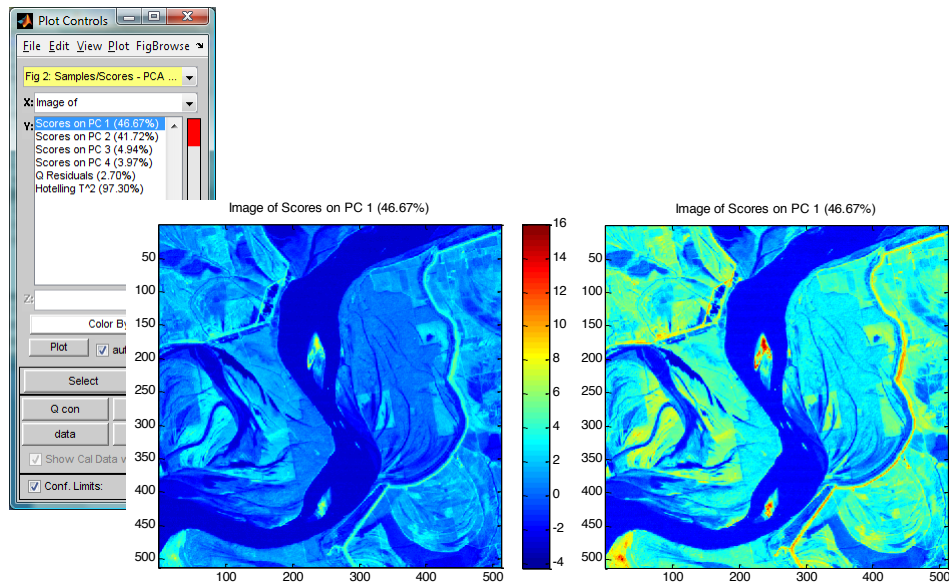 Plot Controls
File Edit View Plot FigBrowse
Fig 2: Samples/Scores - PCA ...
X: Image of
Y: Scores on PC 1 (46.67%)
Scores on PC 2 (41.72%)
Scores on PC 3 (4.94%)
Scores on PC 4 (3.97%)
Q Residuals (2.70%)
Hotelling T^2 (97.30%)
Z:
Color By
Plot
Select
Q con
data
Show Cal Data
Conf. Limits:
Image of Scores on PC 1 (46.67%)
50
100
150
200
250
300
350
400
450
500
100 200 300 400 500
16
14
12
10
8
6
4
2
0
-2
-4
Image of Scores on PC 1 (46.67%)
50
100
150
200
250
300
350
400
450
500
100 200 300 400 500